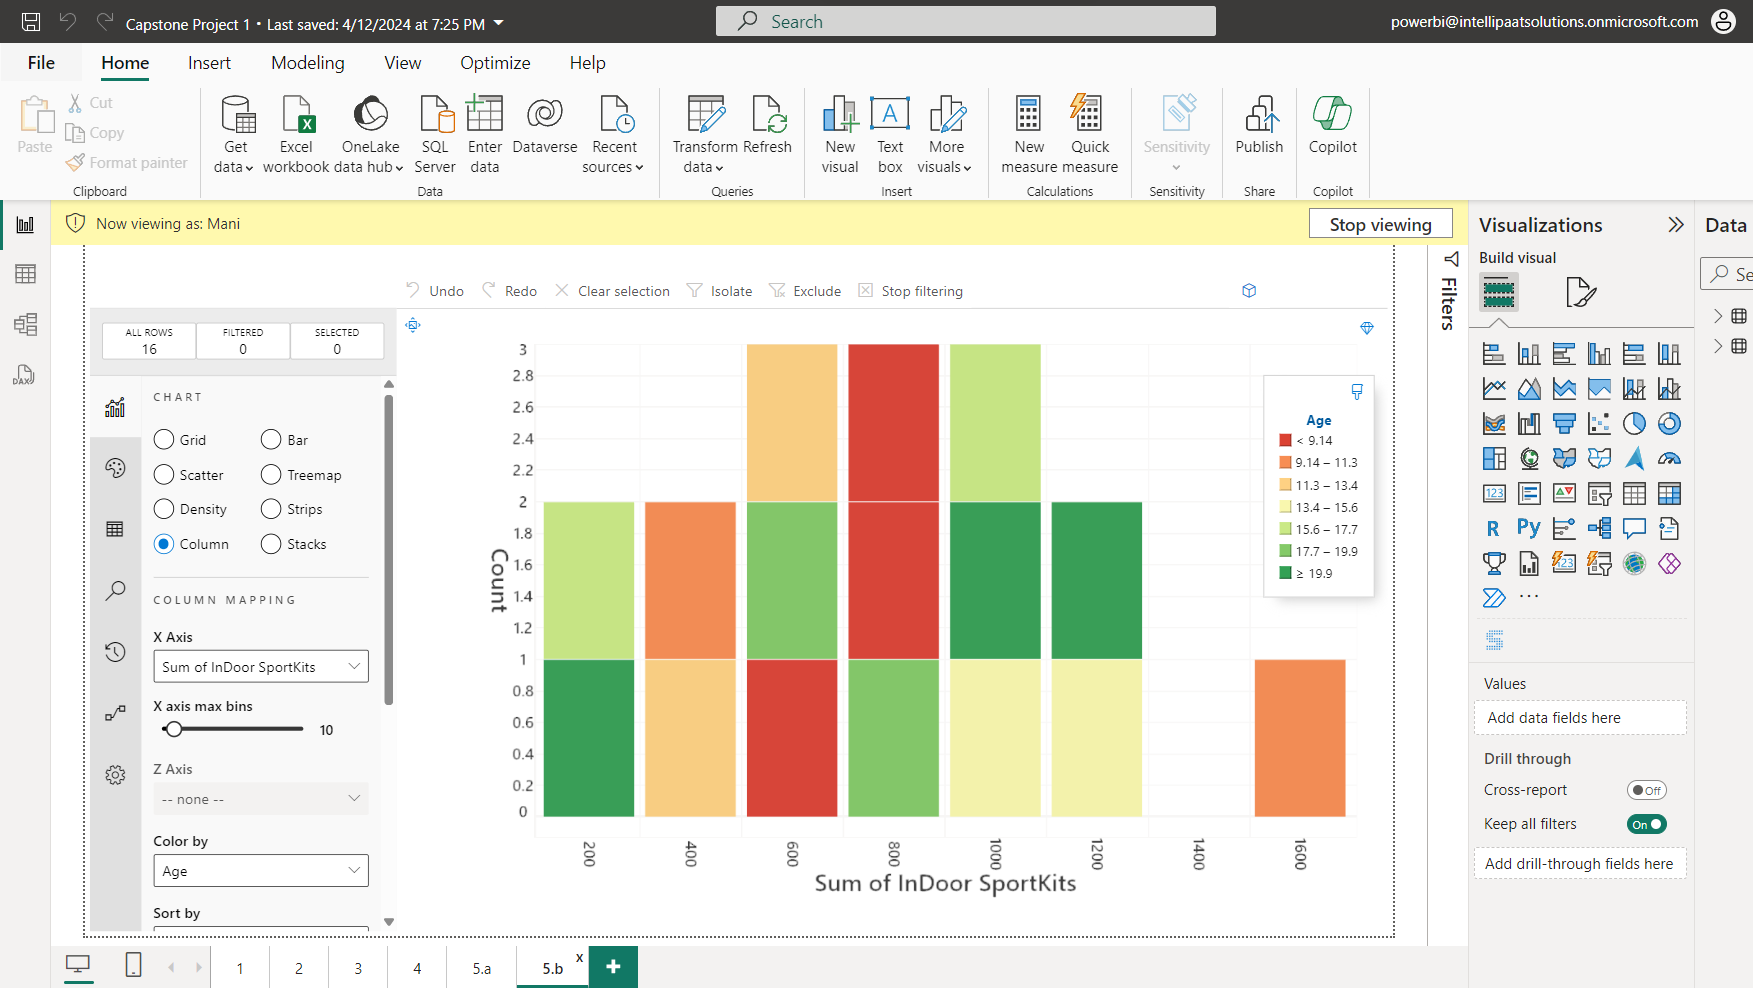 Capstone Project 1 • Last saved: 4/12/2024 at 7:25 PM
Search
powerbi@intellipaatsolutions.onmicrosoft.com
File Home Insert Modeling View Optimize Help
Paste
Cut
Copy
Format painter
Clipboard
Get data
Excel workbook
OneLake data hub
SQL Server
Enter data
Dataverse
Recent sources
Data
Transform data
Refresh
Queries
New visual
Text box
More visuals
Insert
New measure
Quick measure
Calculations
Sensitivity
Sensitivity
Publish
Share
Copilot
Copilot
Now viewing as: Mani
Stop viewing
Undo Redo Clear selection Isolate Exclude Stop filtering
ALL ROWS
16
FILTERED
0
SELECTED
0
CHART
Grid Bar
Scatter Treemap
Density Strips
Column Stacks
COLUMN MAPPING
X Axis
Sum of InDoor SportKits
X axis max bins
10
Z Axis
-- none --
Color by
Age
Sort by
DAX
3
2.8
2.6
2.4
2.2
2
1.8
1.6
1.4
1.2
1
0.8
0.6
0.4
0.2
0
Count
200 400 600 800 1000 1200 1400 1600
Sum of InDoor SportKits
Age
< 9.14
9.14 – 11.3
11.3 – 13.4
13.4 – 15.6
15.6 – 17.7
17.7 – 19.9
≥ 19.9
Filters
Visualizations
Build visual
123
R Py
123
...
Values
Add data fields here
Drill through
Cross-report
Off
Keep all filters
On
Add drill-through fields here
Data
Se
1 2 3 4 5.a 5.b x +